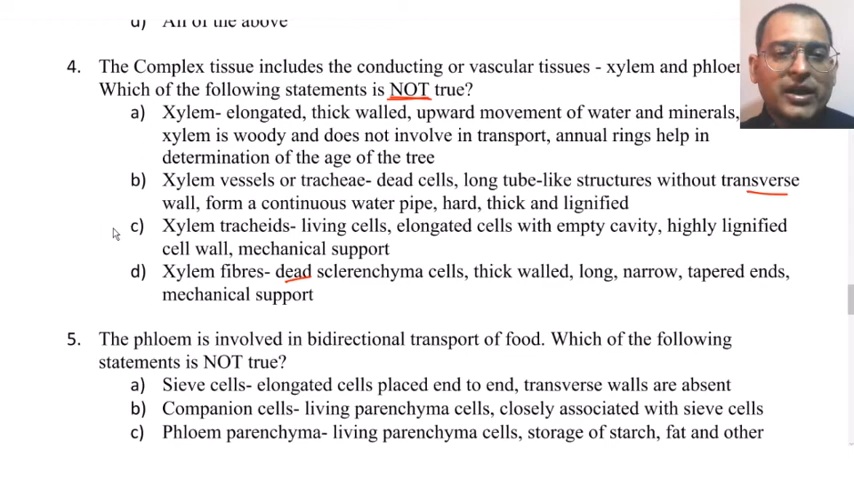 d) All of the above
4. The Complex tissue includes the conducting or vascular tissues - xylem and
Which of the following statements is NOT true?
a) Xylem- elongated, thick walled, upward movement of water and minerals,
xylem is woody and does not involve in transport, annual rings help in
determination of the age of the tree
b) Xylem vessels or tracheae- dead cells, long tube-like structures without transverse
wall, form a continuous water pipe, hard, thick and lignified
c) Xylem tracheids- living cells, elongated cells with empty cavity, highly lignified
cell wall, mechanical support
d) Xylem fibres- dead sclerenchyma cells, thick walled, long, narrow, tapered ends,
mechanical support
5. The phloem is involved in bidirectional transport of food. Which of the following
statements is NOT true?
a) Sieve cells- elongated cells placed end to end, transverse walls are absent
b) Companion cells- living parenchyma cells, closely associated with sieve cells
c) Phloem parenchyma- living parenchyma cells, storage of starch, fat and other